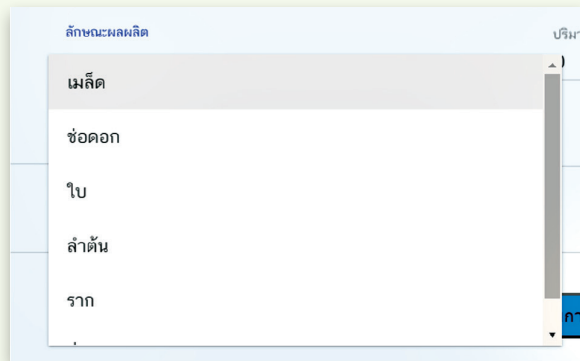 ลักษณะผลผลิต
เมล็ด
ช่อดอก
ใบ
ลำต้น
ราก